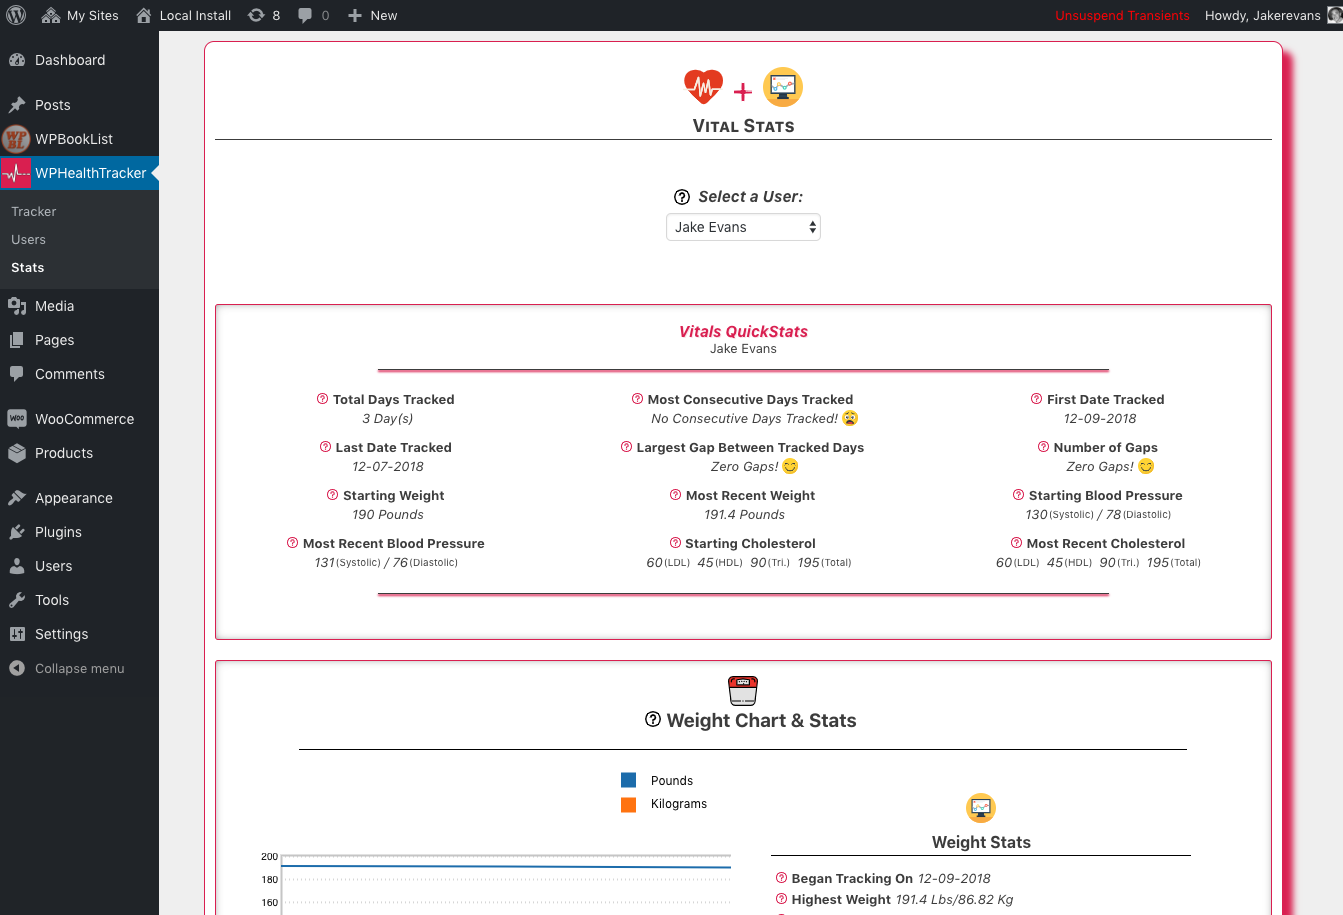 My Sites
Local Install
8
0
New
Unsuspend Transients
Howdy, Jakerevans
Dashboard
Posts
WPBookList
WPHealthTracker
Tracker
Users
Stats
Media
Pages
Comments
WooCommerce
Products
Appearance
Plugins
Users
Tools
Settings
Collapse menu
Vital Stats
Select a User:
Jake Evans
Vitals QuickStats
Jake Evans
Total Days Tracked
3 Day(s)
Most Consecutive Days Tracked
No Consecutive Days Tracked! 😩
First Date Tracked
12-09-2018
Last Date Tracked
12-07-2018
Largest Gap Between Tracked Days
Zero Gaps! 😊
Number of Gaps
Zero Gaps! 😊
Starting Weight
190 Pounds
Most Recent Weight
191.4 Pounds
Starting Blood Pressure
130(Systolic) / 78(Diastolic)
Most Recent Blood Pressure
131(Systolic) / 76(Diastolic)
Starting Cholesterol
60(LDL) 45(HDL) 90(Tri.) 195(Total)
Most Recent Cholesterol
60(LDL) 45(HDL) 90(Tri.) 195(Total)
Weight Chart & Stats
Pounds
Kilograms
200
180
160
Weight Stats
Began Tracking On 12-09-2018
Highest Weight 191.4 Lbs/86.82 Kg